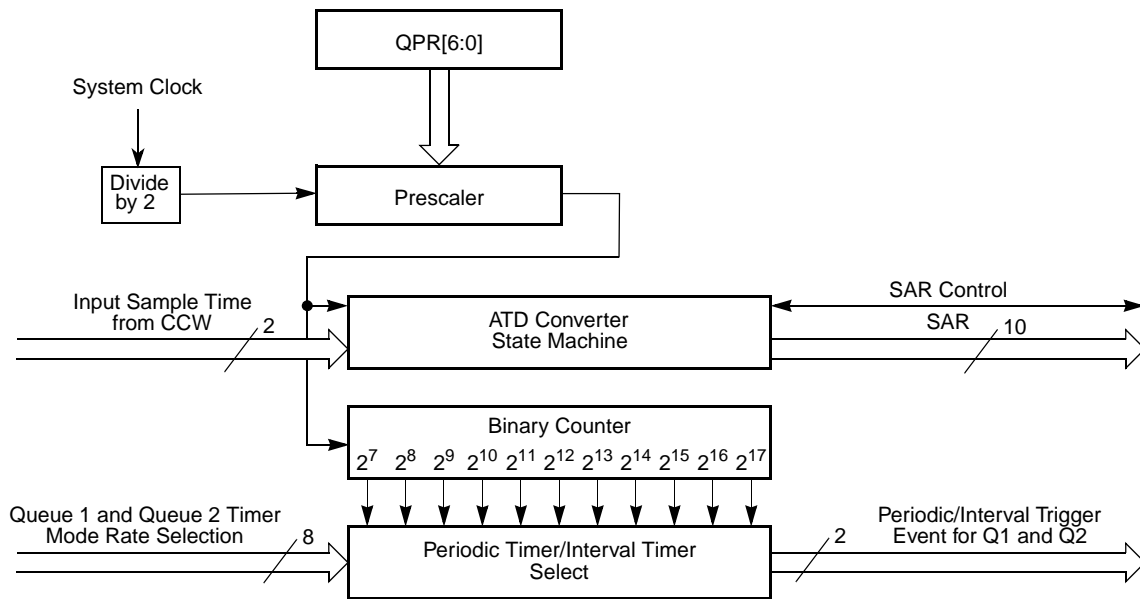 QPR[6:0]
System Clock
Divide
by 2
Prescaler
Input Sample Time
from CCW
2
ATD Converter
State Machine
SAR Control
SAR
10
Binary Counter
2^7 2^8 2^9 2^10 2^11 2^12 2^13 2^14 2^15 2^16 2^17
Queue 1 and Queue 2 Timer
Mode Rate Selection
8
Periodic Timer/Interval Timer
Select
2
Periodic/Interval Trigger
Event for Q1 and Q2